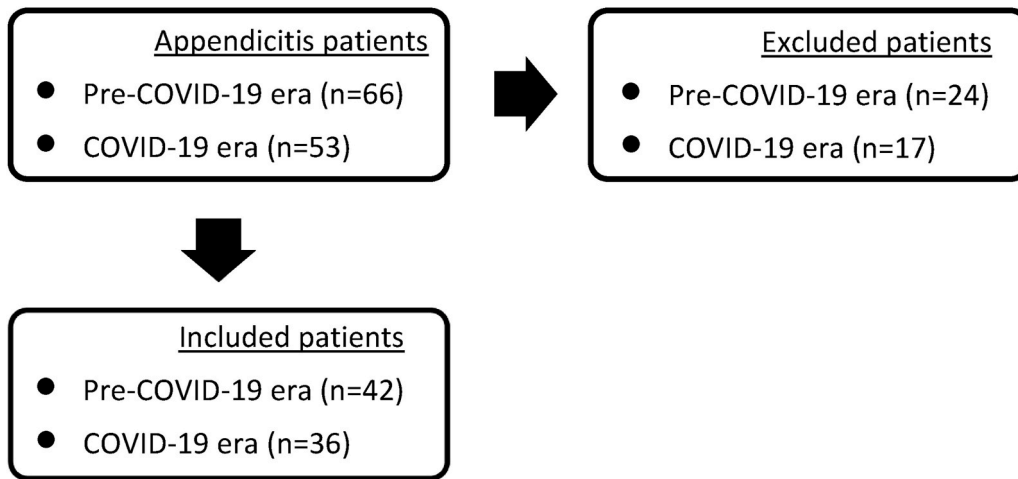 Appendicitis patients
● Pre-COVID-19 era (n=66)
● COVID-19 era (n=53)
Excluded patients
● Pre-COVID-19 era (n=24)
● COVID-19 era (n=17)
Included patients
● Pre-COVID-19 era (n=42)
● COVID-19 era (n=36)